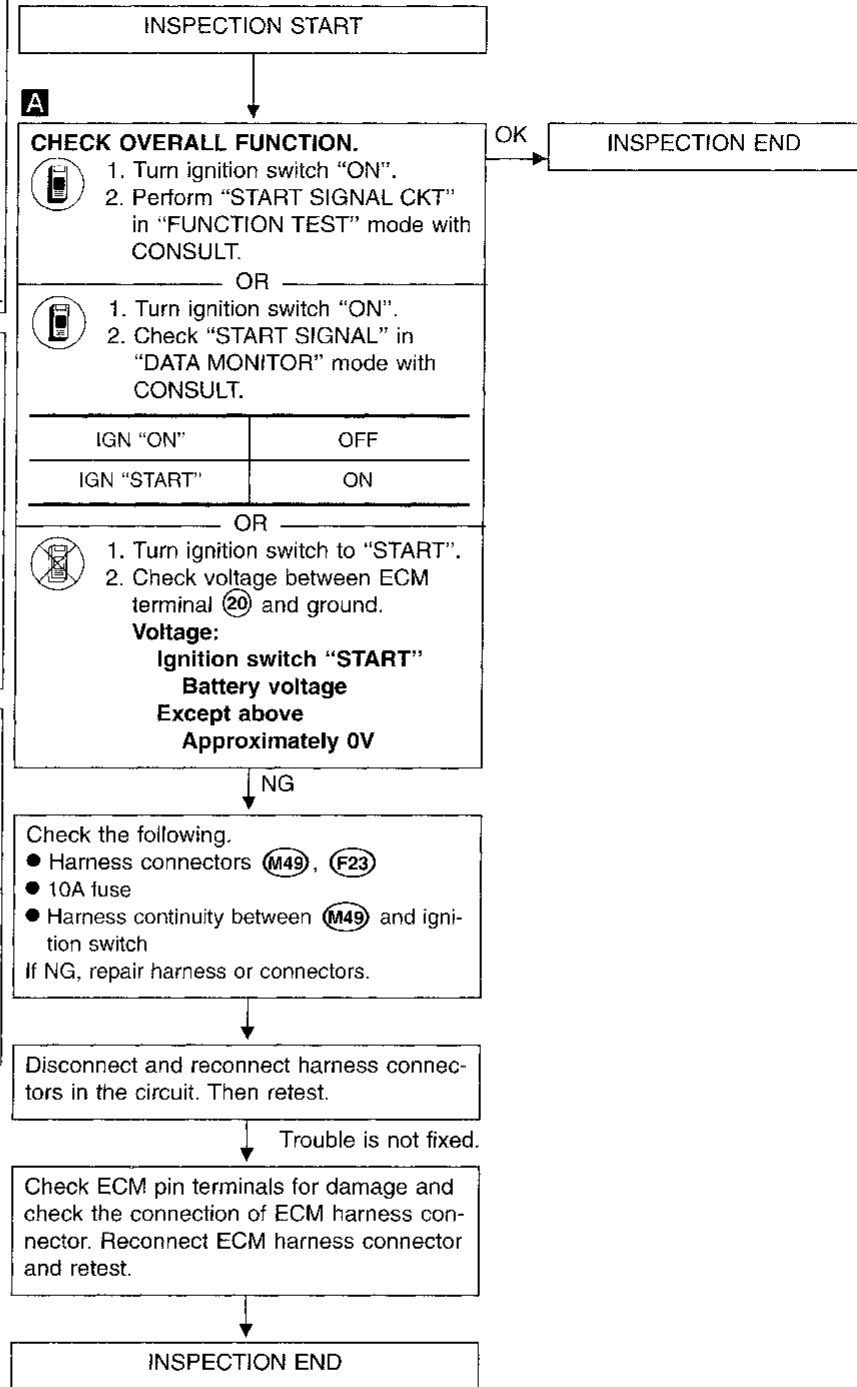 INSPECTION START
A
CHECK OVERALL FUNCTION.
1. Turn ignition switch “ON”.
2. Perform “START SIGNAL CKT”
in “FUNCTION TEST” mode with
CONSULT.
OR
1. Turn ignition switch “ON”.
2. Check “START SIGNAL” in
“DATA MONITOR” mode with
CONSULT.
IGN “ON” OFF
IGN “START” ON
OR
1. Turn ignition switch to “START”.
2. Check voltage between ECM
terminal 20 and ground.
Voltage:
Ignition switch “START”
Battery voltage
Except above
Approximately 0V
OK
INSPECTION END
NG
Check the following.
● Harness connectors M49, F23
● 10A fuse
● Harness continuity between M49 and igni-
tion switch
If NG, repair harness or connectors.
Disconnect and reconnect harness connec-
tors in the circuit. Then retest.
Trouble is not fixed.
Check ECM pin terminals for damage and
check the connection of ECM harness con-
nector. Reconnect ECM harness connector
and retest.
INSPECTION END